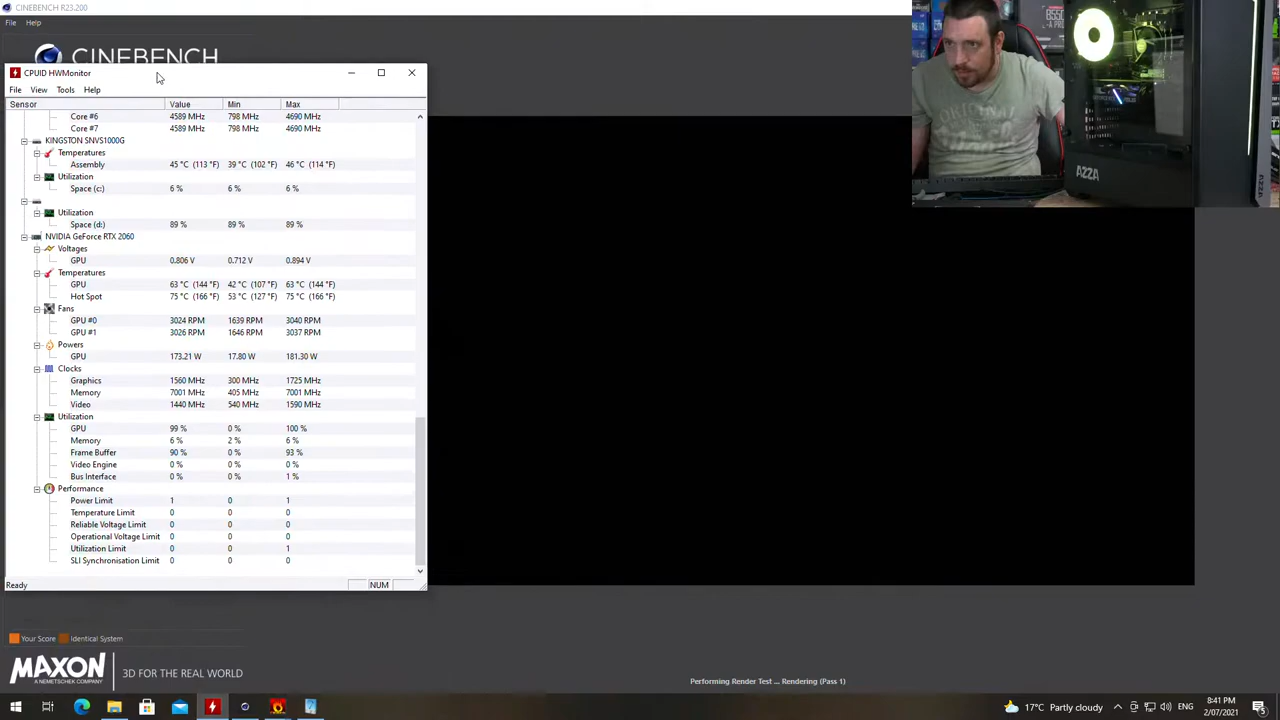 CINEBENCH R23.200
File Help
CINEBENCH
CPUID HWMonitor
File View Tools Help
Sensor Value Min Max
Core #6 4589 MHz 798 MHz 4690 MHz
Core #7 4589 MHz 798 MHz 4690 MHz
KINGSTON SNVS1000G
Temperatures
Assembly 45 °C (113 °F) 39 °C (102 °F) 46 °C (114 °F)
Utilization
Space (c:) 6 % 6 % 6 %
Utilization
Space (d:) 89 % 89 % 89 %
NVIDIA GeForce RTX 2060
Voltages
GPU 0.806 V 0.712 V 0.894 V
Temperatures
GPU 63 °C (144 °F) 42 °C (107 °F) 63 °C (144 °F)
Hot Spot 75 °C (166 °F) 53 °C (127 °F) 75 °C (166 °F)
Fans
GPU #0 3024 RPM 1639 RPM 3040 RPM
GPU #1 3026 RPM 1646 RPM 3037 RPM
Powers
GPU 173.21 W 17.80 W 181.30 W
Clocks
Graphics 1560 MHz 300 MHz 1725 MHz
Memory 7001 MHz 405 MHz 7001 MHz
Video 1440 MHz 540 MHz 1590 MHz
Utilization
GPU 99 % 0 % 100 %
Memory 6 % 2 % 6 %
Frame Buffer 90 % 0 % 93 %
Video Engine 0 % 0 % 0 %
Bus Interface 0 % 0 % 1 %
Performance
Power Limit 1 0 1
Temperature Limit 0 0 0
Reliable Voltage Limit 0 0 0
Operational Voltage Limit 0 0 0
Utilization Limit 0 0 1
SLI Synchronisation Limit 0 0 0
Ready NUM
AZZA
AZZA
B550
Your Score Identical System
MAXON
A NEMETSCHEK COMPANY
3D FOR THE REAL WORLD
Performing Render Test ... Rendering (Pass 1)
17°C Partly cloudy ENG 8:41 PM
2/07/2021